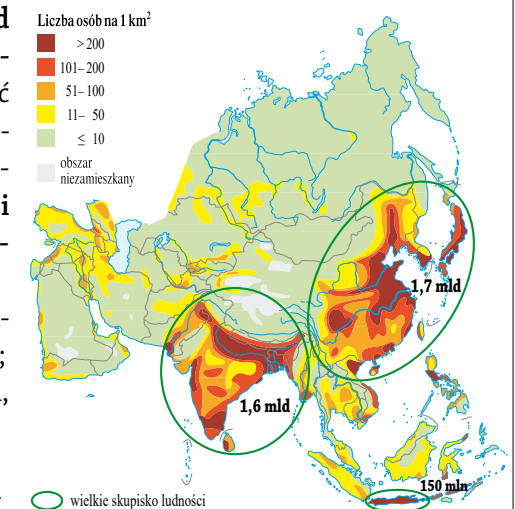 d
-
ć
-
-
i
-
-
;
,
Liczba osób na 1 km²
> 200
101– 200
51– 100
11– 50
≤ 10
obszar
niezamieszkany
1,7 mld
1,6 mld
150 mln
wielkie skupisko ludności